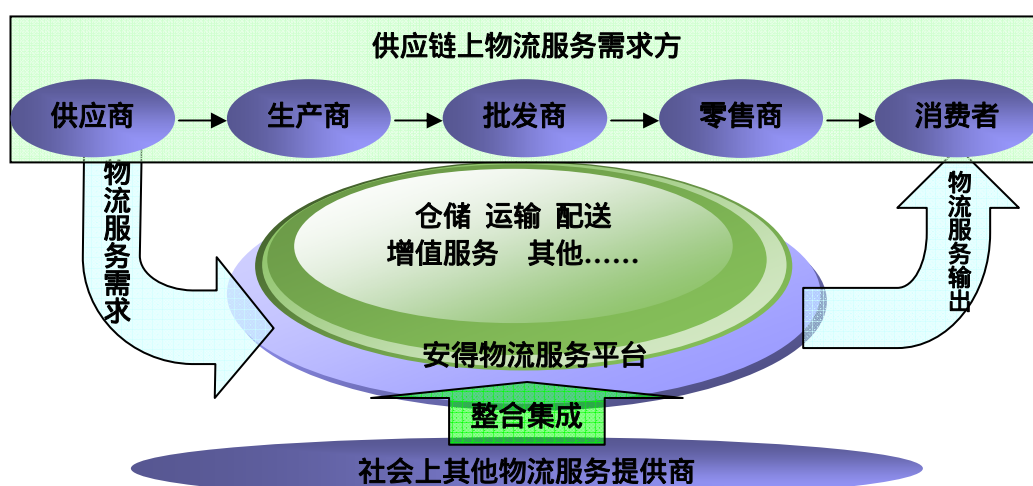 供应链上物流服务需求方
供应商
生产商
批发商
零售商
消费者
物流服务需求
仓储 运输 配送
增值服务 其他……
物流服务输出
安得物流服务平台
整合集成
社会上其他物流服务提供商